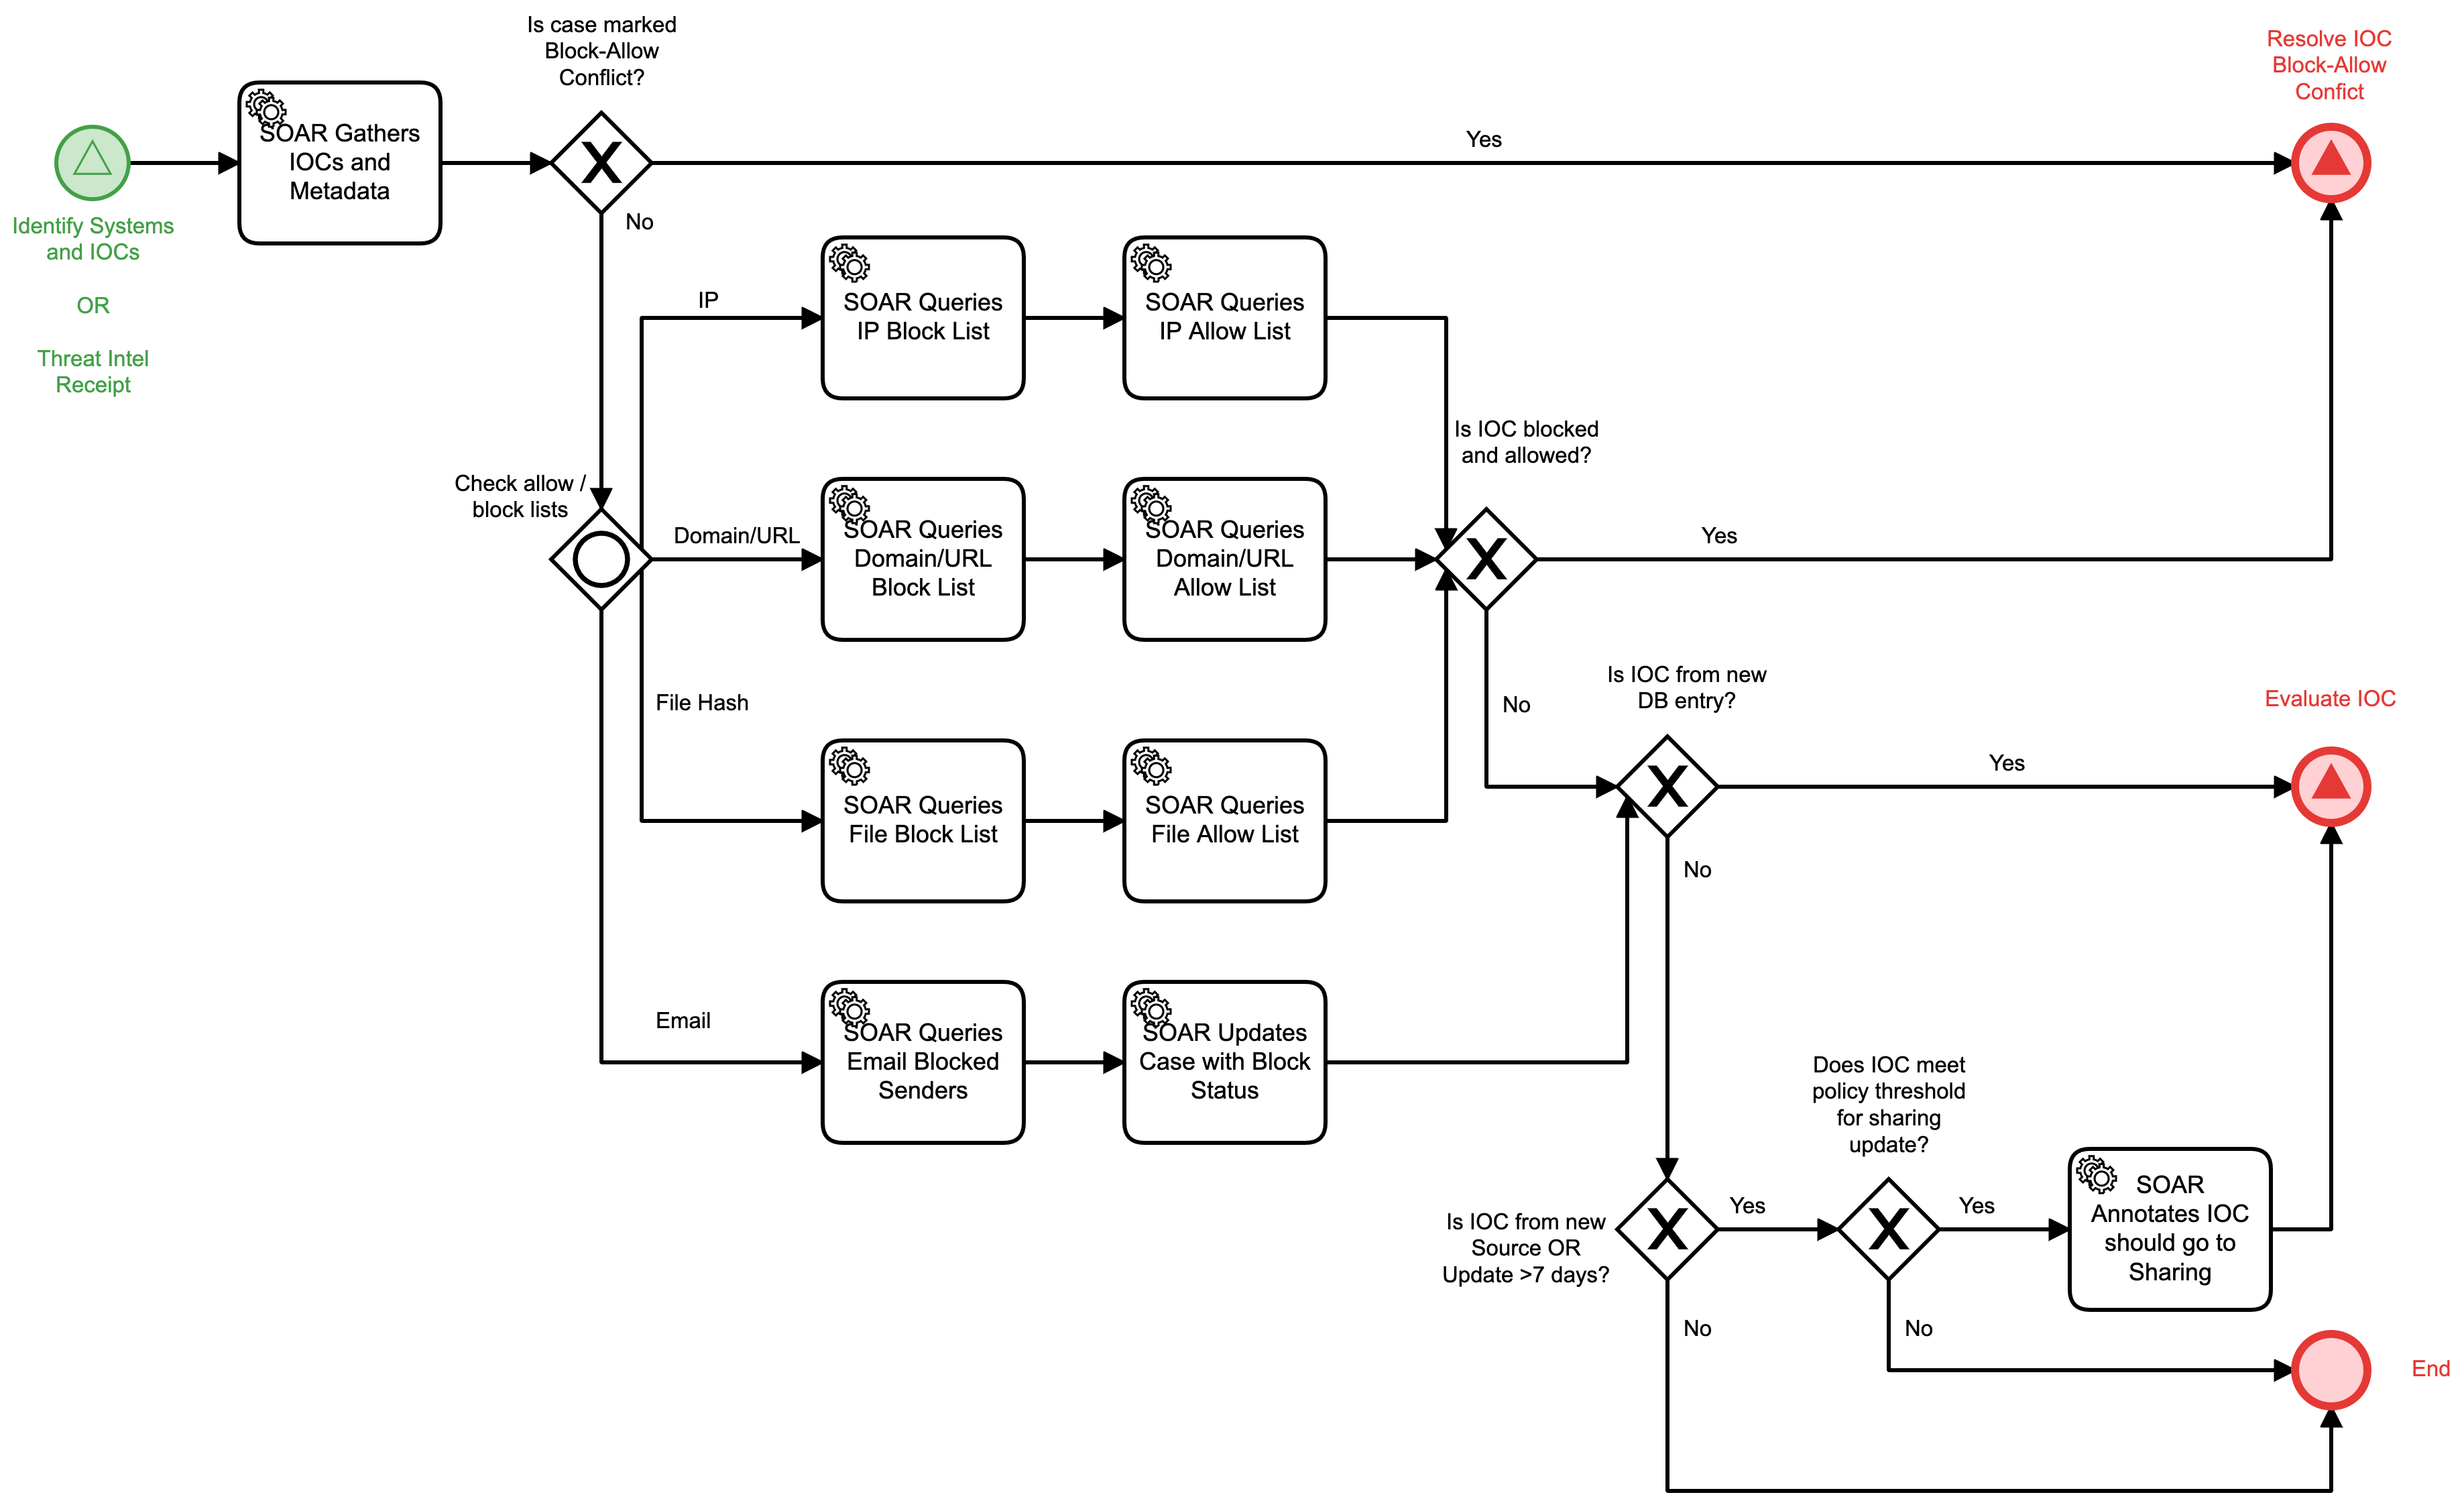 Is case marked
Block-Allow
Conflict?
Resolve IOC
Block-Allow
Confict
SOAR Gathers
IOCs and
Metadata
X
Yes
No
Identify Systems
and IOCs
OR
Threat Intel
Receipt
IP
SOAR Queries
IP Block List
SOAR Queries
IP Allow List
Is IOC blocked
and allowed?
Check allow /
block lists
Domain/URL
SOAR Queries
Domain/URL
Block List
SOAR Queries
Domain/URL
Allow List
X
Yes
No
File Hash
SOAR Queries
File Block List
SOAR Queries
File Allow List
Is IOC from new
DB entry?
X
Yes
Evaluate IOC
No
Email
SOAR Queries
Email Blocked
Senders
SOAR Updates
Case with Block
Status
Does IOC meet
policy threshold
for sharing
update?
Is IOC from new
Source OR
Update >7 days?
X
Yes
X
Yes
SOAR
Annotates IOC
should go to
Sharing
No
No
End